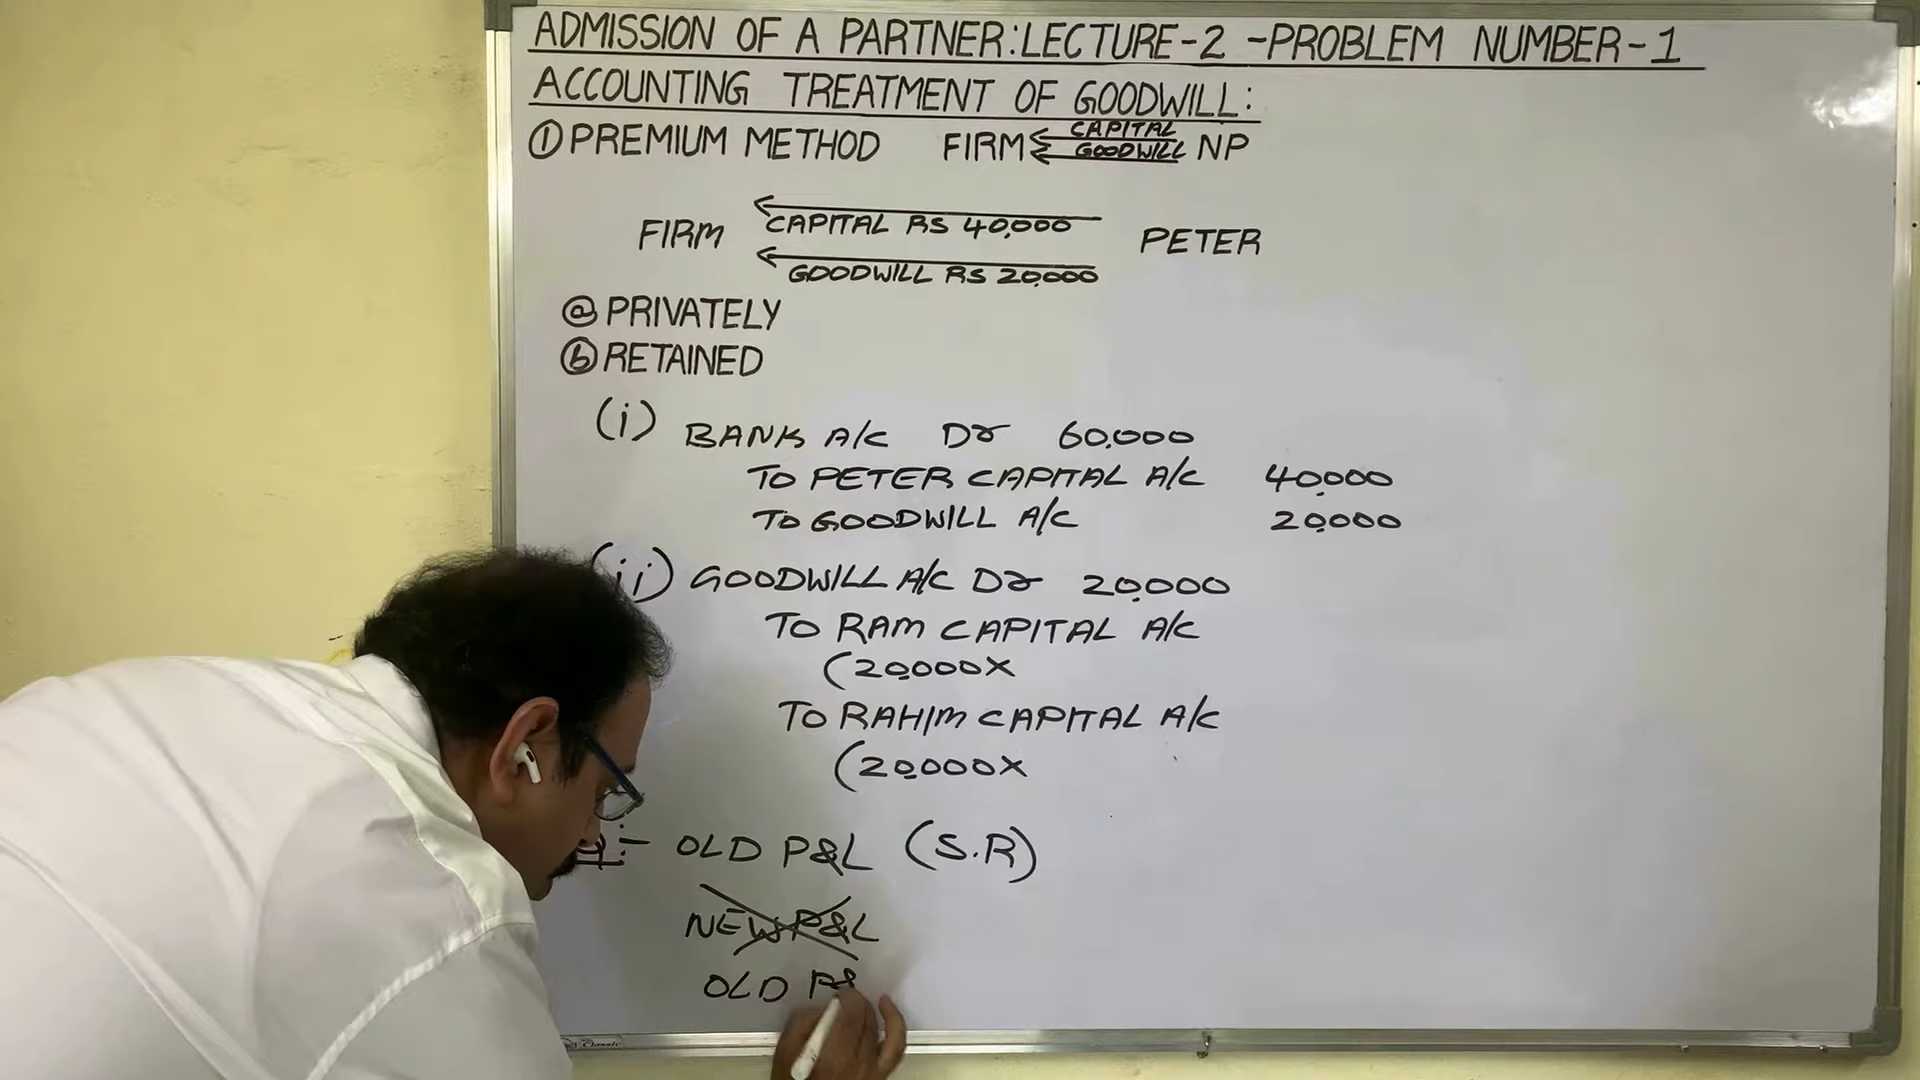 ADMISSION OF A PARTNER: LECTURE-2 -PROBLEM NUMBER-1
ACCOUNTING TREATMENT OF GOODWILL:
① PREMIUM METHOD FIRM CAPITAL GOODWILL NP
FIRM CAPITAL RS 40,000 PETER
GOODWILL RS 20,000
ⓐ PRIVATELY
ⓑ RETAINED
(i) BANK A/C Dr 60,000
TO PETER CAPITAL A/C 40,000
TO GOODWILL A/C 20,000
(ii) GOODWILL A/C Dr 20,000
TO RAM CAPITAL A/C
(20,000X
TO RAHIM CAPITAL A/C
(20,000X
:- OLD P&L (S.R)
NEW P&L
OLD P&
Classic